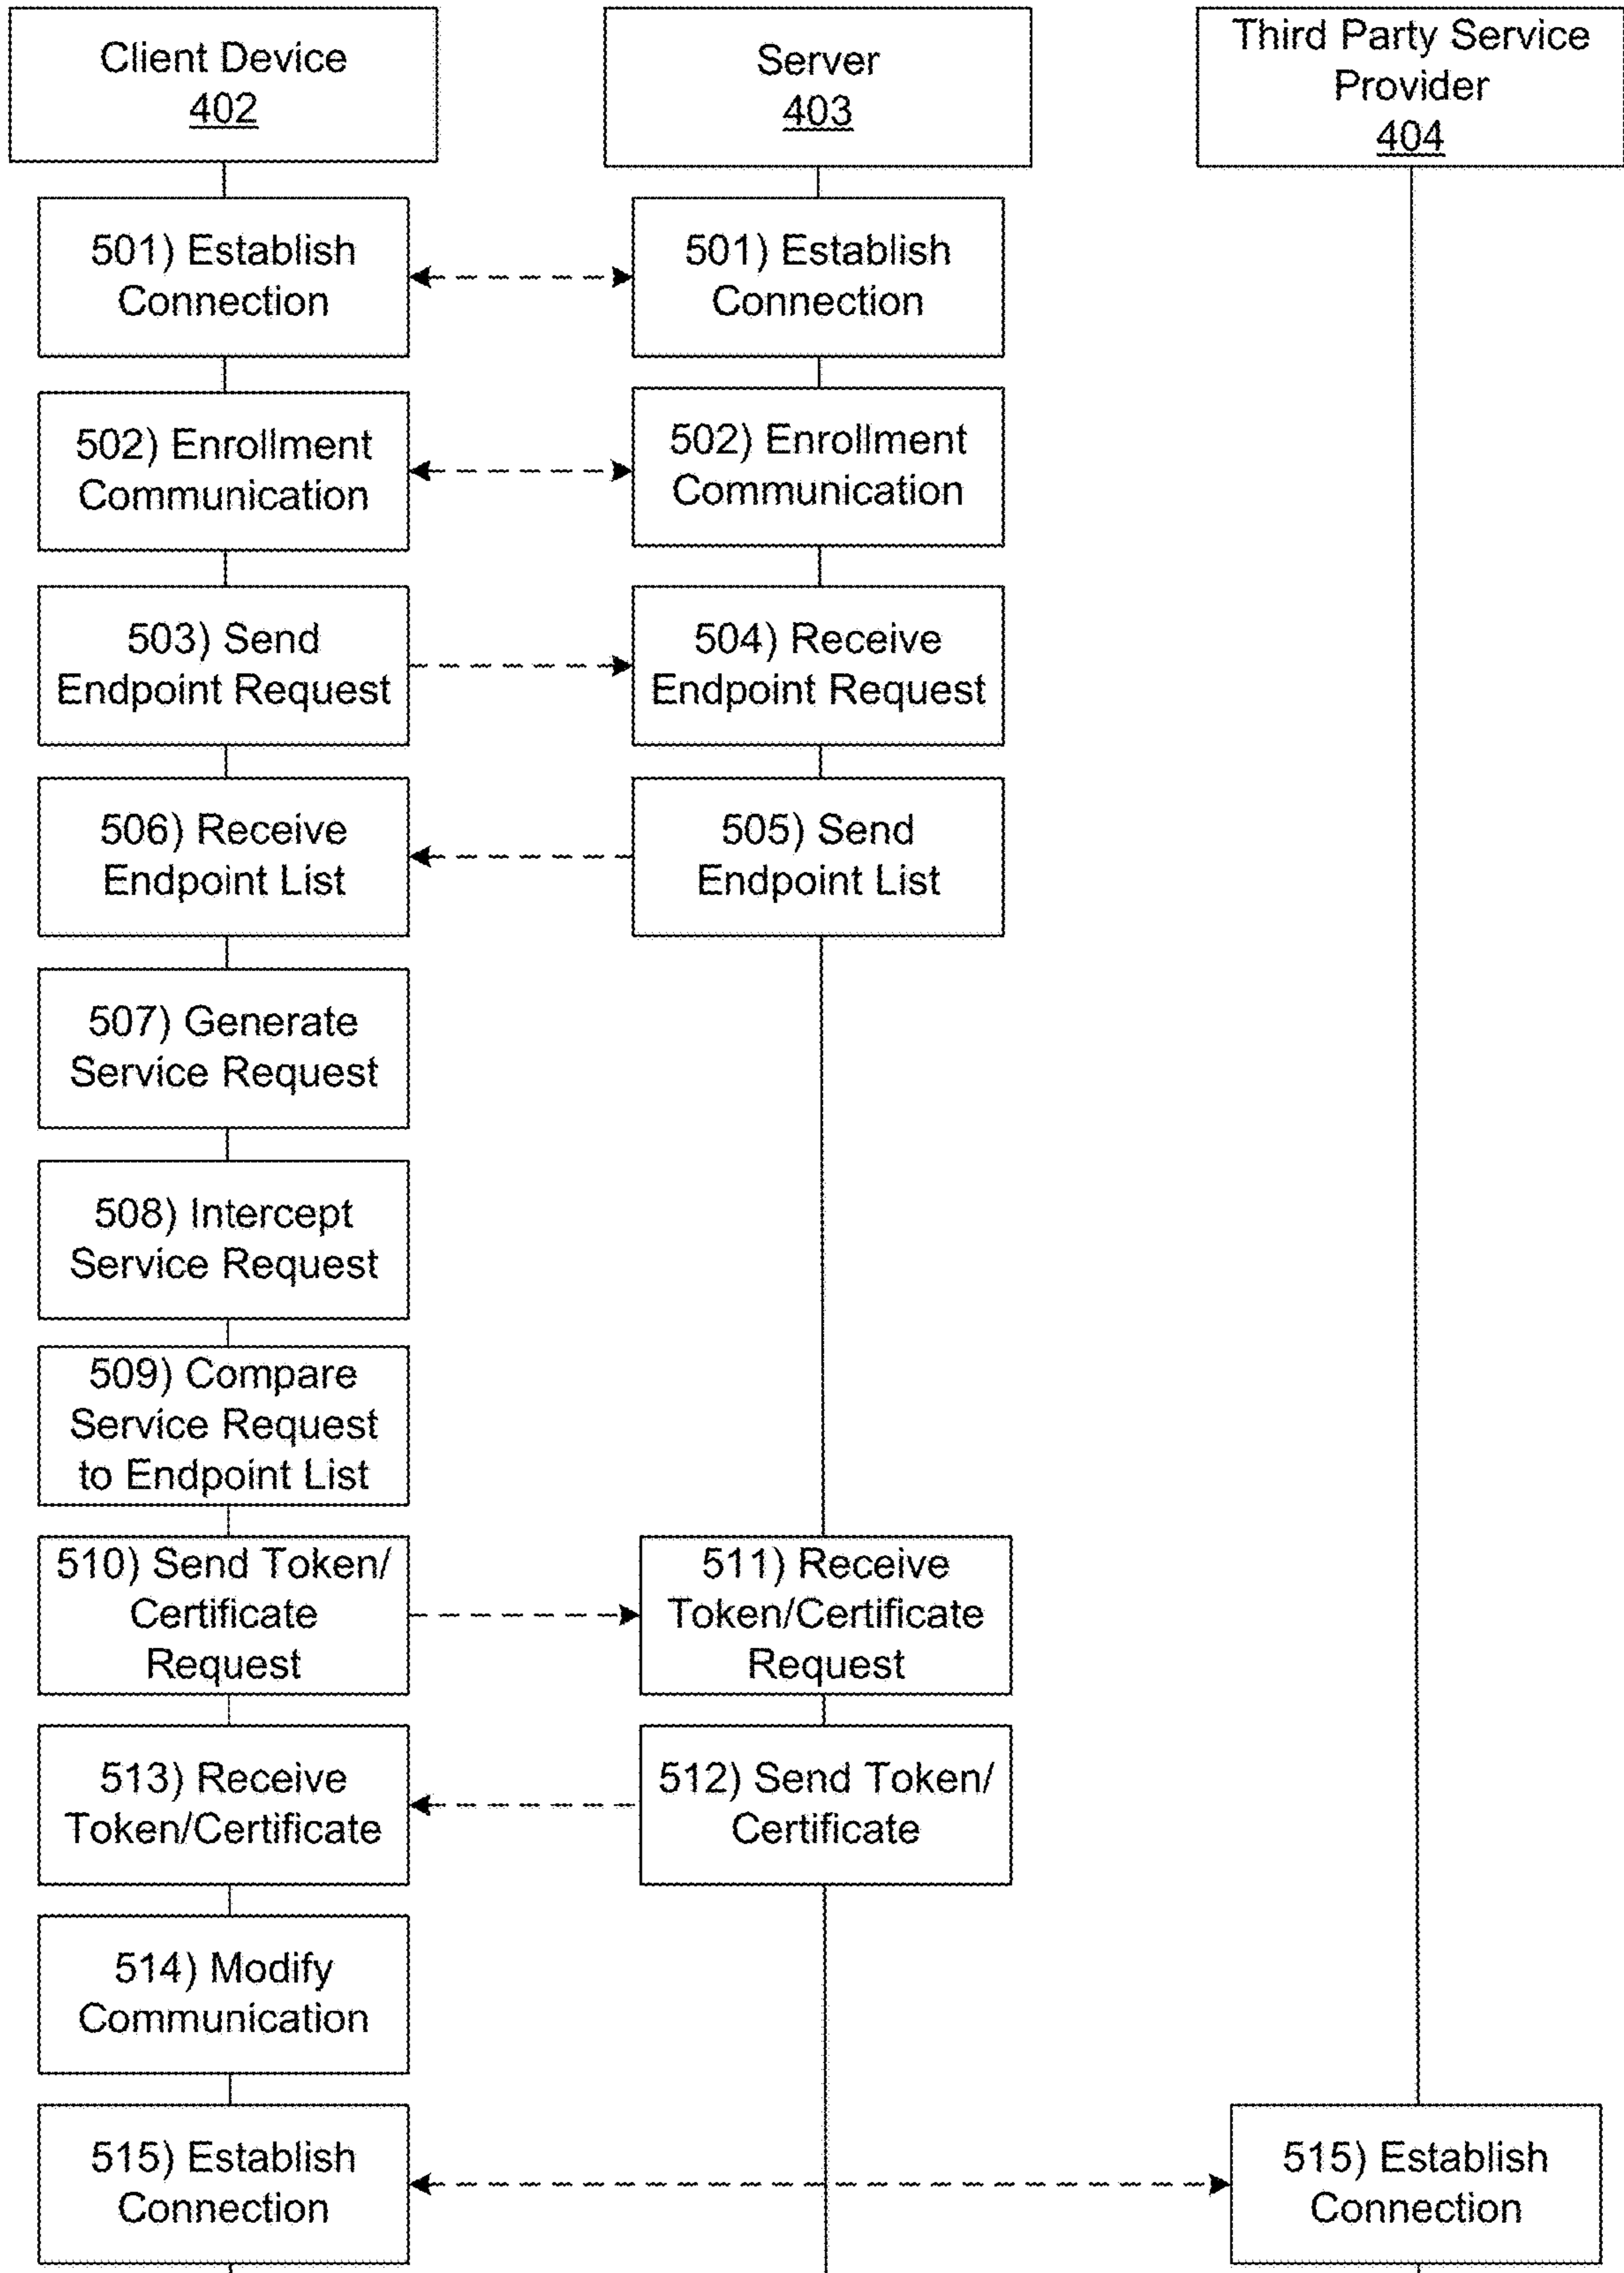 Client Device
402
Server
403
Third Party Service
Provider
404
501) Establish
Connection
501) Establish
Connection
502) Enrollment
Communication
502) Enrollment
Communication
503) Send
Endpoint Request
504) Receive
Endpoint Request
506) Receive
Endpoint List
505) Send
Endpoint List
507) Generate
Service Request
508) Intercept
Service Request
509) Compare
Service Request
to Endpoint List
510) Send Token/
Certificate
Request
511) Receive
Token/Certificate
Request
513) Receive
Token/Certificate
512) Send Token/
Certificate
514) Modify
Communication
515) Establish
Connection
515) Establish
Connection